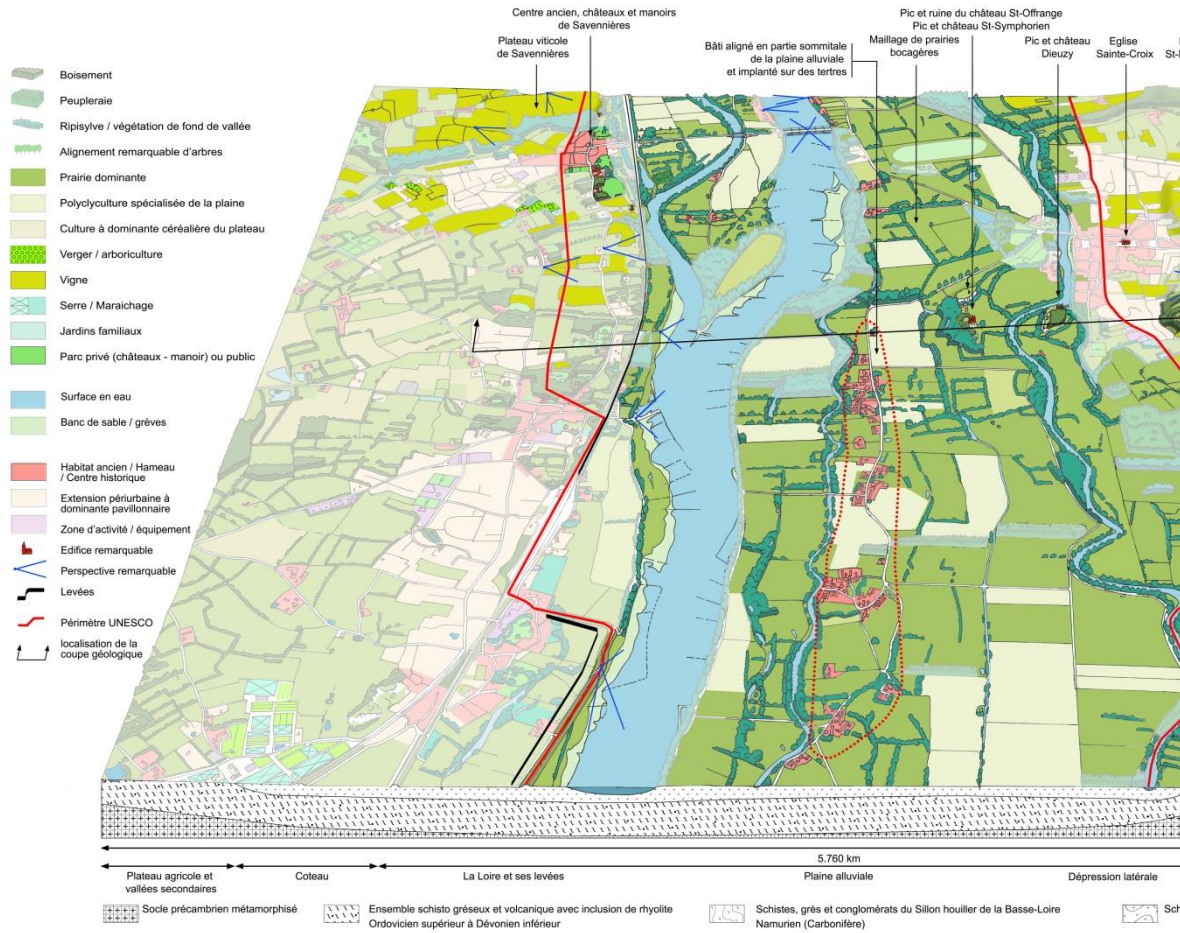 Centre ancien, châteaux et manoirs
de Savennières
Plateau viticole
de Savennières
Bâti aligné en partie sommitale
de la plaine alluviale
et implanté sur des tertres
Pic et ruine du château St-Offrange
Pic et château St-Symphorien
Maillage de prairies
bocagères
Pic et château
Dieuzy
Eglise
Sainte-Croix
Boisement
Peupleraie
Ripisylve / végétation de fond de vallée
Alignement remarquable d'arbres
Prairie dominante
Polyclyculture spécialisée de la plaine
Culture à dominante céréalière du plateau
Verger / arboriculture
Vigne
Serre / Maraichage
Jardins familiaux
Parc privé (châteaux - manoir) ou public
Surface en eau
Banc de sable / grèves
Habitat ancien / Hameau
/ Centre historique
Extension périurbaine à
dominante pavillonnaire
Zone d'activité / équipement
Edifice remarquable
Perspective remarquable
Levées
Périmètre UNESCO
localisation de la
coupe géologique
5.760 km
Plateau agricole et
vallées secondaires
Coteau
La Loire et ses levées
Plaine alluviale
Dépression latérale
Socle précambrien métamorphisé
Ensemble schisto gréseux et volcanique avec inclusion de rhyolite
Ordovicien supérieur à Dévonien inférieur
Schistes, grès et conglomérats du Sillon houiller de la Basse-Loire
Namurien (Carbonifère)